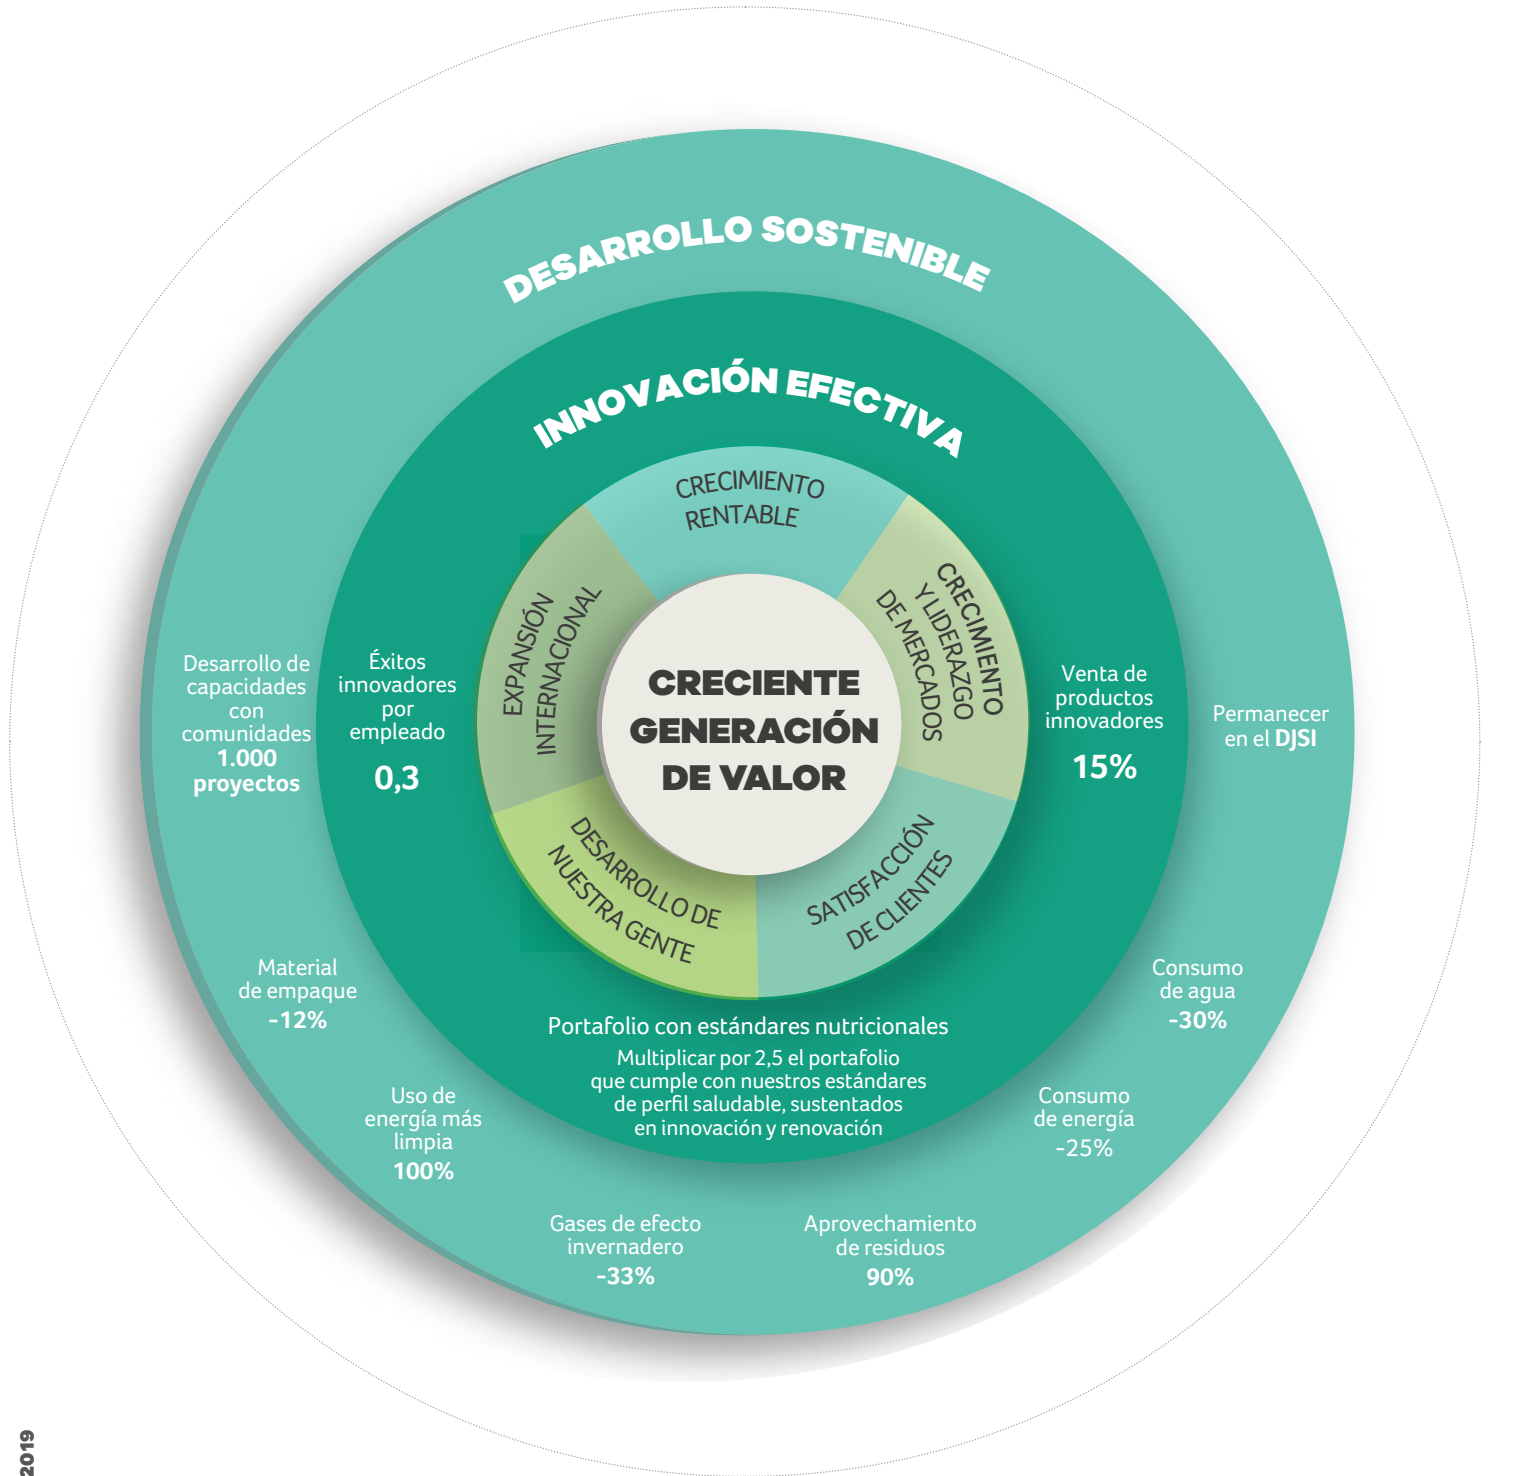 DESARROLLO SOSTENIBLE
INNOVACIÓN EFECTIVA
CRECIMIENTO
RENTABLE
EXPANSIÓN
INTERNACIONAL
CRECIMIENTO
Y LIDERAZGO
DE MERCADOS
CRECIENTE
GENERACIÓN
DE VALOR
DESARROLLO DE
NUESTRA GENTE
SATISFACCIÓN
DE CLIENTES
Desarrollo de
capacidades
con
comunidades
1.000
proyectos
Éxitos
innovadores
por
empleado
0,3
Venta de
productos
innovadores
15%
Permanecer
en el DJSI
Material
de empaque
-12%
Portafolio con estándares nutricionales
Multiplicar por 2,5 el portafolio
que cumple con nuestros estándares
de perfil saludable, sustentados
en innovación y renovación
Consumo
de agua
-30%
Uso de
energía más
limpia
100%
Consumo
de energía
-25%
Gases de efecto
invernadero
-33%
Aprovechamiento
de residuos
90%
2019